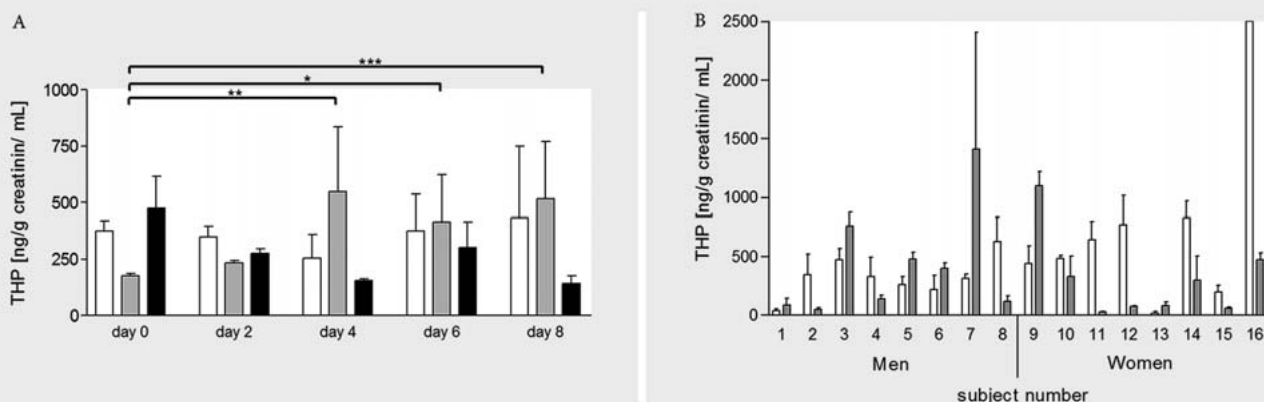 A
***
*
**
THP [ng/g creatinin/ mL]
1000
750
500
250
0
day 0 day 2 day 4 day 6 day 8
B
THP [ng/g creatinin/ mL]
2500
2000
1500
1000
500
0
1 2 3 4 5 6 7 8 9 10 11 12 13 14 15 16
Men Women
subject number